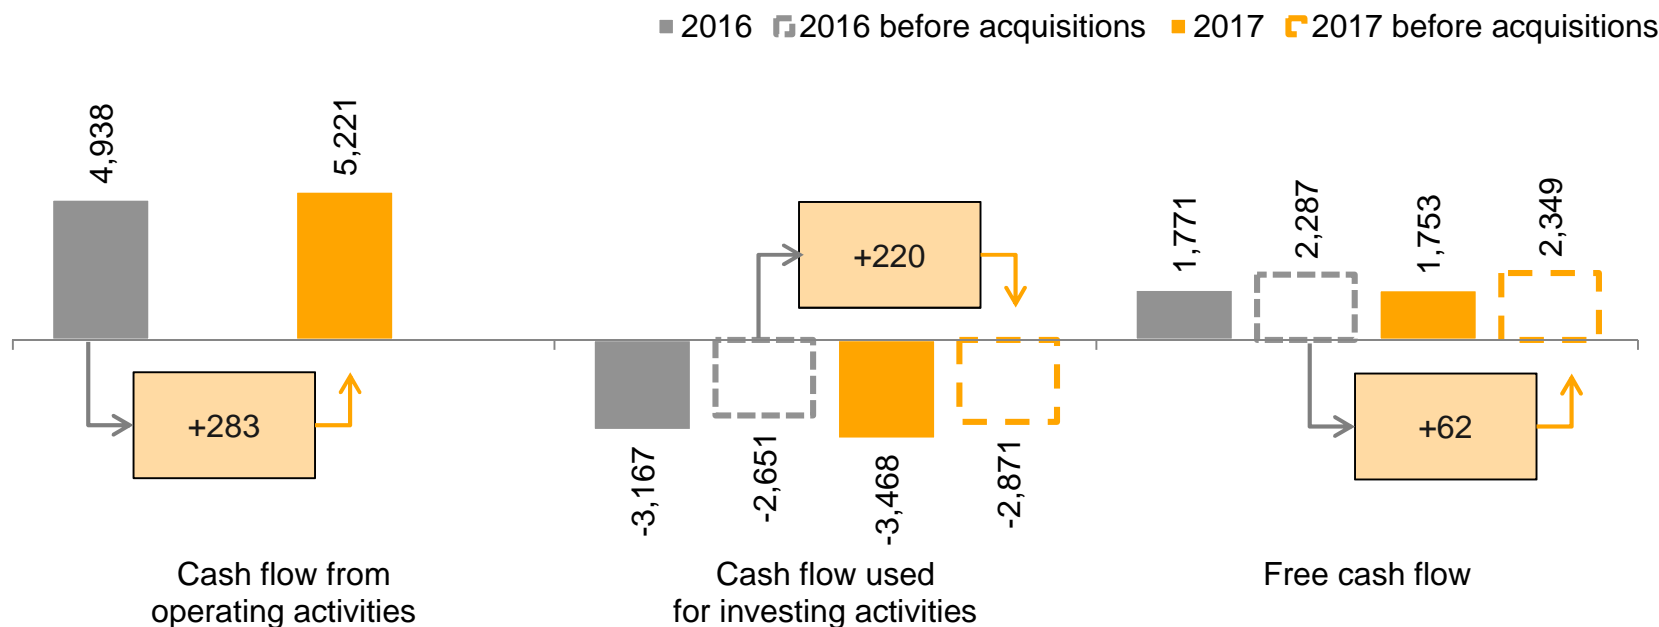 2016 2016 before acquisitions 2017 2017 before acquisitions
4,938
5,221
+283
Cash flow from
operating activities
+220
-3,167
-2,651
-3,468
-2,871
Cash flow used
for investing activities
1,771
2,287
1,753
2,349
+62
Free cash flow